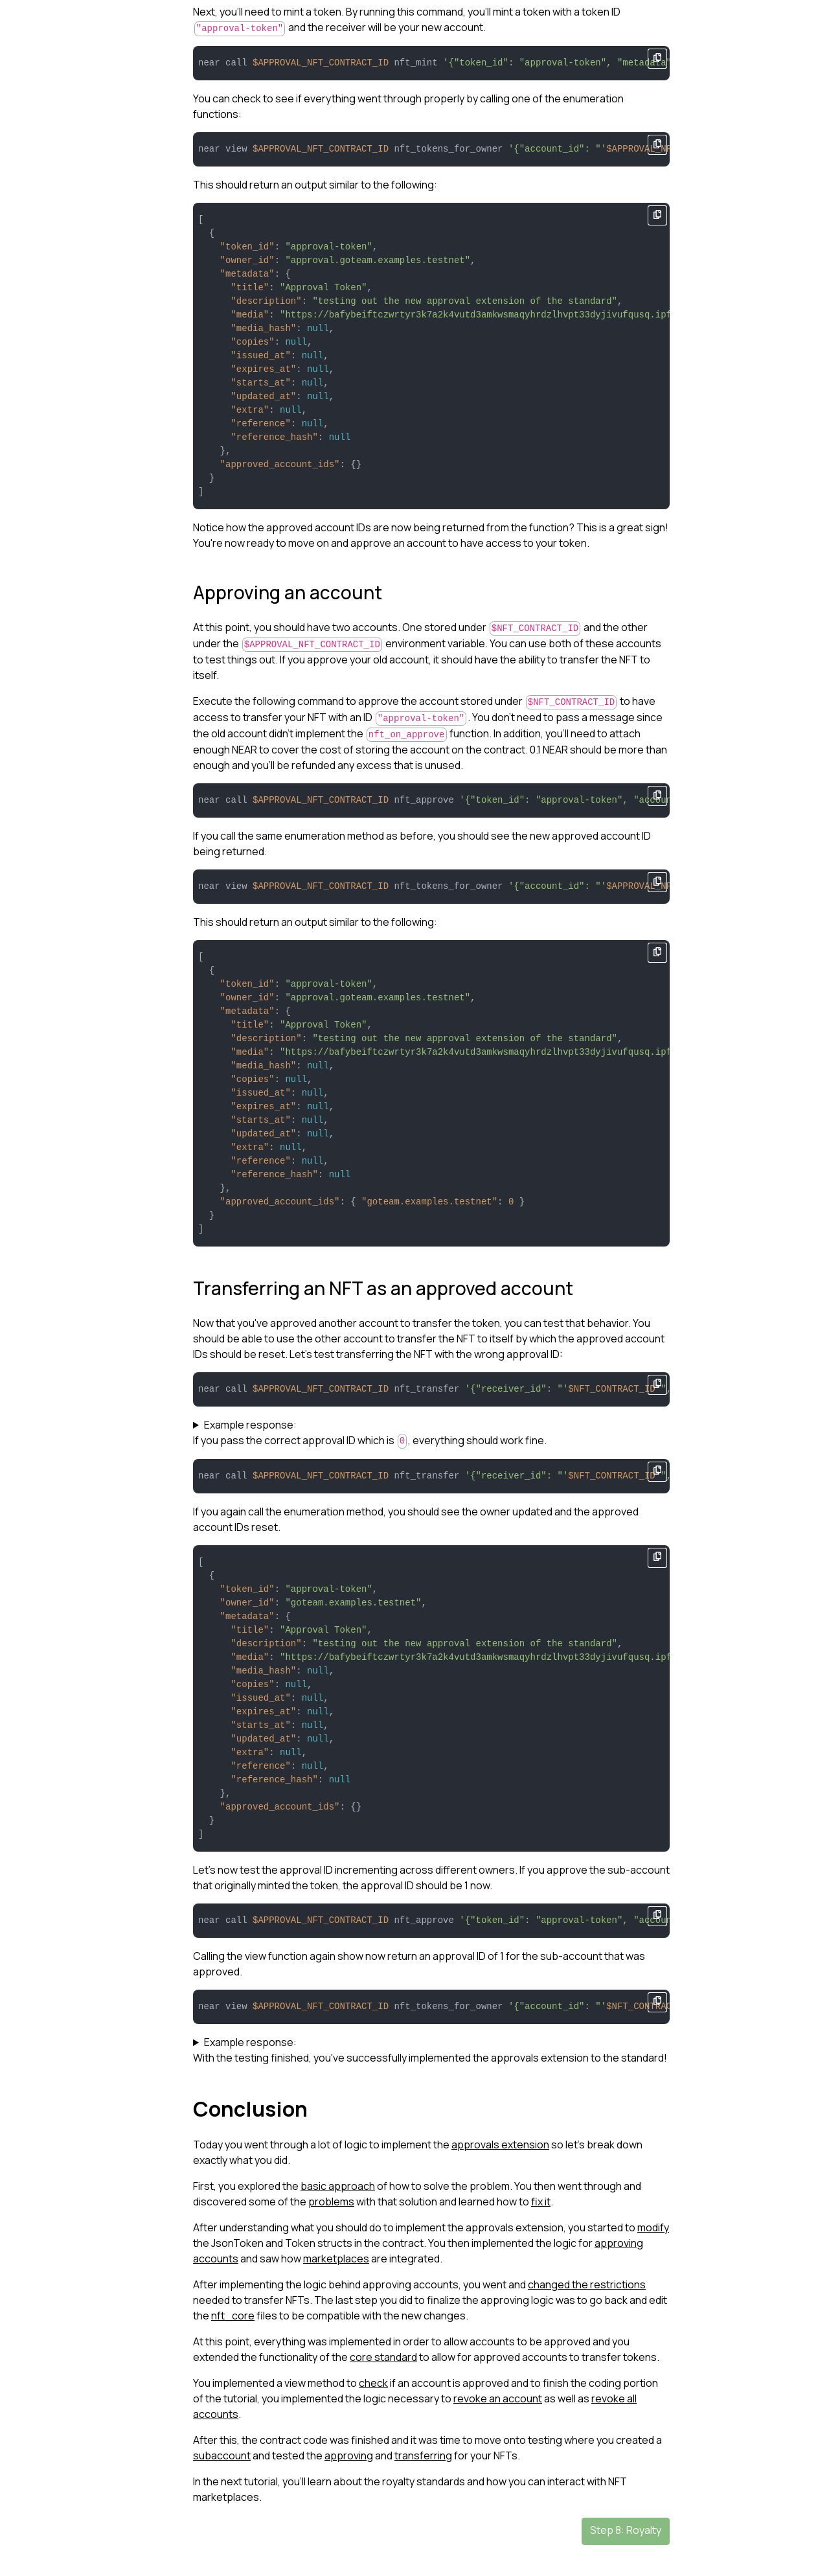 Next, you'll need to mint a token. By running this command, you'll mint a token with a token ID
"approval-token" and the receiver will be your new account.
near call $APPROVAL_NFT_CONTRACT_ID nft_mint '{"token_id": "approval-token", "metadata"
You can check to see if everything went through properly by calling one of the enumeration
functions:
near view $APPROVAL_NFT_CONTRACT_ID nft_tokens_for_owner '{"account_id": "'$APPROVAL_NF
This should return an output similar to the following:
[
{
"token_id": "approval-token",
"owner_id": "approval.goteam.examples.testnet",
"metadata": {
"title": "Approval Token",
"description": "testing out the new approval extension of the standard",
"media": "https://bafybeiftczwrtyr3k7a2k4vutd3amkwsmaqyhrdzlhvpt33dyjivufqusq.ipf
"media_hash": null,
"copies": null,
"issued_at": null,
"expires_at": null,
"starts_at": null,
"updated_at": null,
"extra": null,
"reference": null,
"reference_hash": null
},
"approved_account_ids": {}
}
]
Notice how the approved account IDs are now being returned from the function? This is a great sign!
You're now ready to move on and approve an account to have access to your token.
Approving an account
At this point, you should have two accounts. One stored under $NFT_CONTRACT_ID and the other
under the $APPROVAL_NFT_CONTRACT_ID environment variable. You can use both of these accounts
to test things out. If you approve your old account, it should have the ability to transfer the NFT to
itself.
Execute the following command to approve the account stored under $NFT_CONTRACT_ID to have
access to transfer your NFT with an ID "approval-token". You don't need to pass a message since
the old account didn't implement the nft_on_approve function. In addition, you'll need to attach
enough NEAR to cover the cost of storing the account on the contract. 0.1 NEAR should be more than
enough and you'll be refunded any excess that is unused.
near call $APPROVAL_NFT_CONTRACT_ID nft_approve '{"token_id": "approval-token", "accoun
If you call the same enumeration method as before, you should see the new approved account ID
being returned.
near view $APPROVAL_NFT_CONTRACT_ID nft_tokens_for_owner '{"account_id": "'$APPROVAL_NF
This should return an output similar to the following:
[
{
"token_id": "approval-token",
"owner_id": "approval.goteam.examples.testnet",
"metadata": {
"title": "Approval Token",
"description": "testing out the new approval extension of the standard",
"media": "https://bafybeiftczwrtyr3k7a2k4vutd3amkwsmaqyhrdzlhvpt33dyjivufqusq.ipf
"media_hash": null,
"copies": null,
"issued_at": null,
"expires_at": null,
"starts_at": null,
"updated_at": null,
"extra": null,
"reference": null,
"reference_hash": null
},
"approved_account_ids": { "goteam.examples.testnet": 0 }
}
]
Transferring an NFT as an approved account
Now that you've approved another account to transfer the token, you can test that behavior. You
should be able to use the other account to transfer the NFT to itself by which the approved account
IDs should be reset. Let's test transferring the NFT with the wrong approval ID:
near call $APPROVAL_NFT_CONTRACT_ID nft_transfer '{"receiver_id": "'$NFT_CONTRACT_ID'",
Example response:
If you pass the correct approval ID which is 0, everything should work fine.
near call $APPROVAL_NFT_CONTRACT_ID nft_transfer '{"receiver_id": "'$NFT_CONTRACT_ID'",
If you again call the enumeration method, you should see the owner updated and the approved
account IDs reset.
[
{
"token_id": "approval-token",
"owner_id": "goteam.examples.testnet",
"metadata": {
"title": "Approval Token",
"description": "testing out the new approval extension of the standard",
"media": "https://bafybeiftczwrtyr3k7a2k4vutd3amkwsmaqyhrdzlhvpt33dyjivufqusq.ipf
"media_hash": null,
"copies": null,
"issued_at": null,
"expires_at": null,
"starts_at": null,
"updated_at": null,
"extra": null,
"reference": null,
"reference_hash": null
},
"approved_account_ids": {}
}
]
Let's now test the approval ID incrementing across different owners. If you approve the sub-account
that originally minted the token, the approval ID should be 1 now.
near call $APPROVAL_NFT_CONTRACT_ID nft_approve '{"token_id": "approval-token", "accoun
Calling the view function again show now return an approval ID of 1 for the sub-account that was
approved.
near view $APPROVAL_NFT_CONTRACT_ID nft_tokens_for_owner '{"account_id": "'$NFT_CONTRAC
Example response:
With the testing finished, you've successfully implemented the approvals extension to the standard!
Conclusion
Today you went through a lot of logic to implement the approvals extension so let's break down
exactly what you did.
First, you explored the basic approach of how to solve the problem. You then went through and
discovered some of the problems with that solution and learned how to fix it.
After understanding what you should do to implement the approvals extension, you started to modify
the JsonToken and Token structs in the contract. You then implemented the logic for approving
accounts and saw how marketplaces are integrated.
After implementing the logic behind approving accounts, you went and changed the restrictions
needed to transfer NFTs. The last step you did to finalize the approving logic was to go back and edit
the nft_core files to be compatible with the new changes.
At this point, everything was implemented in order to allow accounts to be approved and you
extended the functionality of the core standard to allow for approved accounts to transfer tokens.
You implemented a view method to check if an account is approved and to finish the coding portion
of the tutorial, you implemented the logic necessary to revoke an account as well as revoke all
accounts.
After this, the contract code was finished and it was time to move onto testing where you created a
subaccount and tested the approving and transferring for your NFTs.
In the next tutorial, you'll learn about the royalty standards and how you can interact with NFT
marketplaces.
Step 8: Royalty